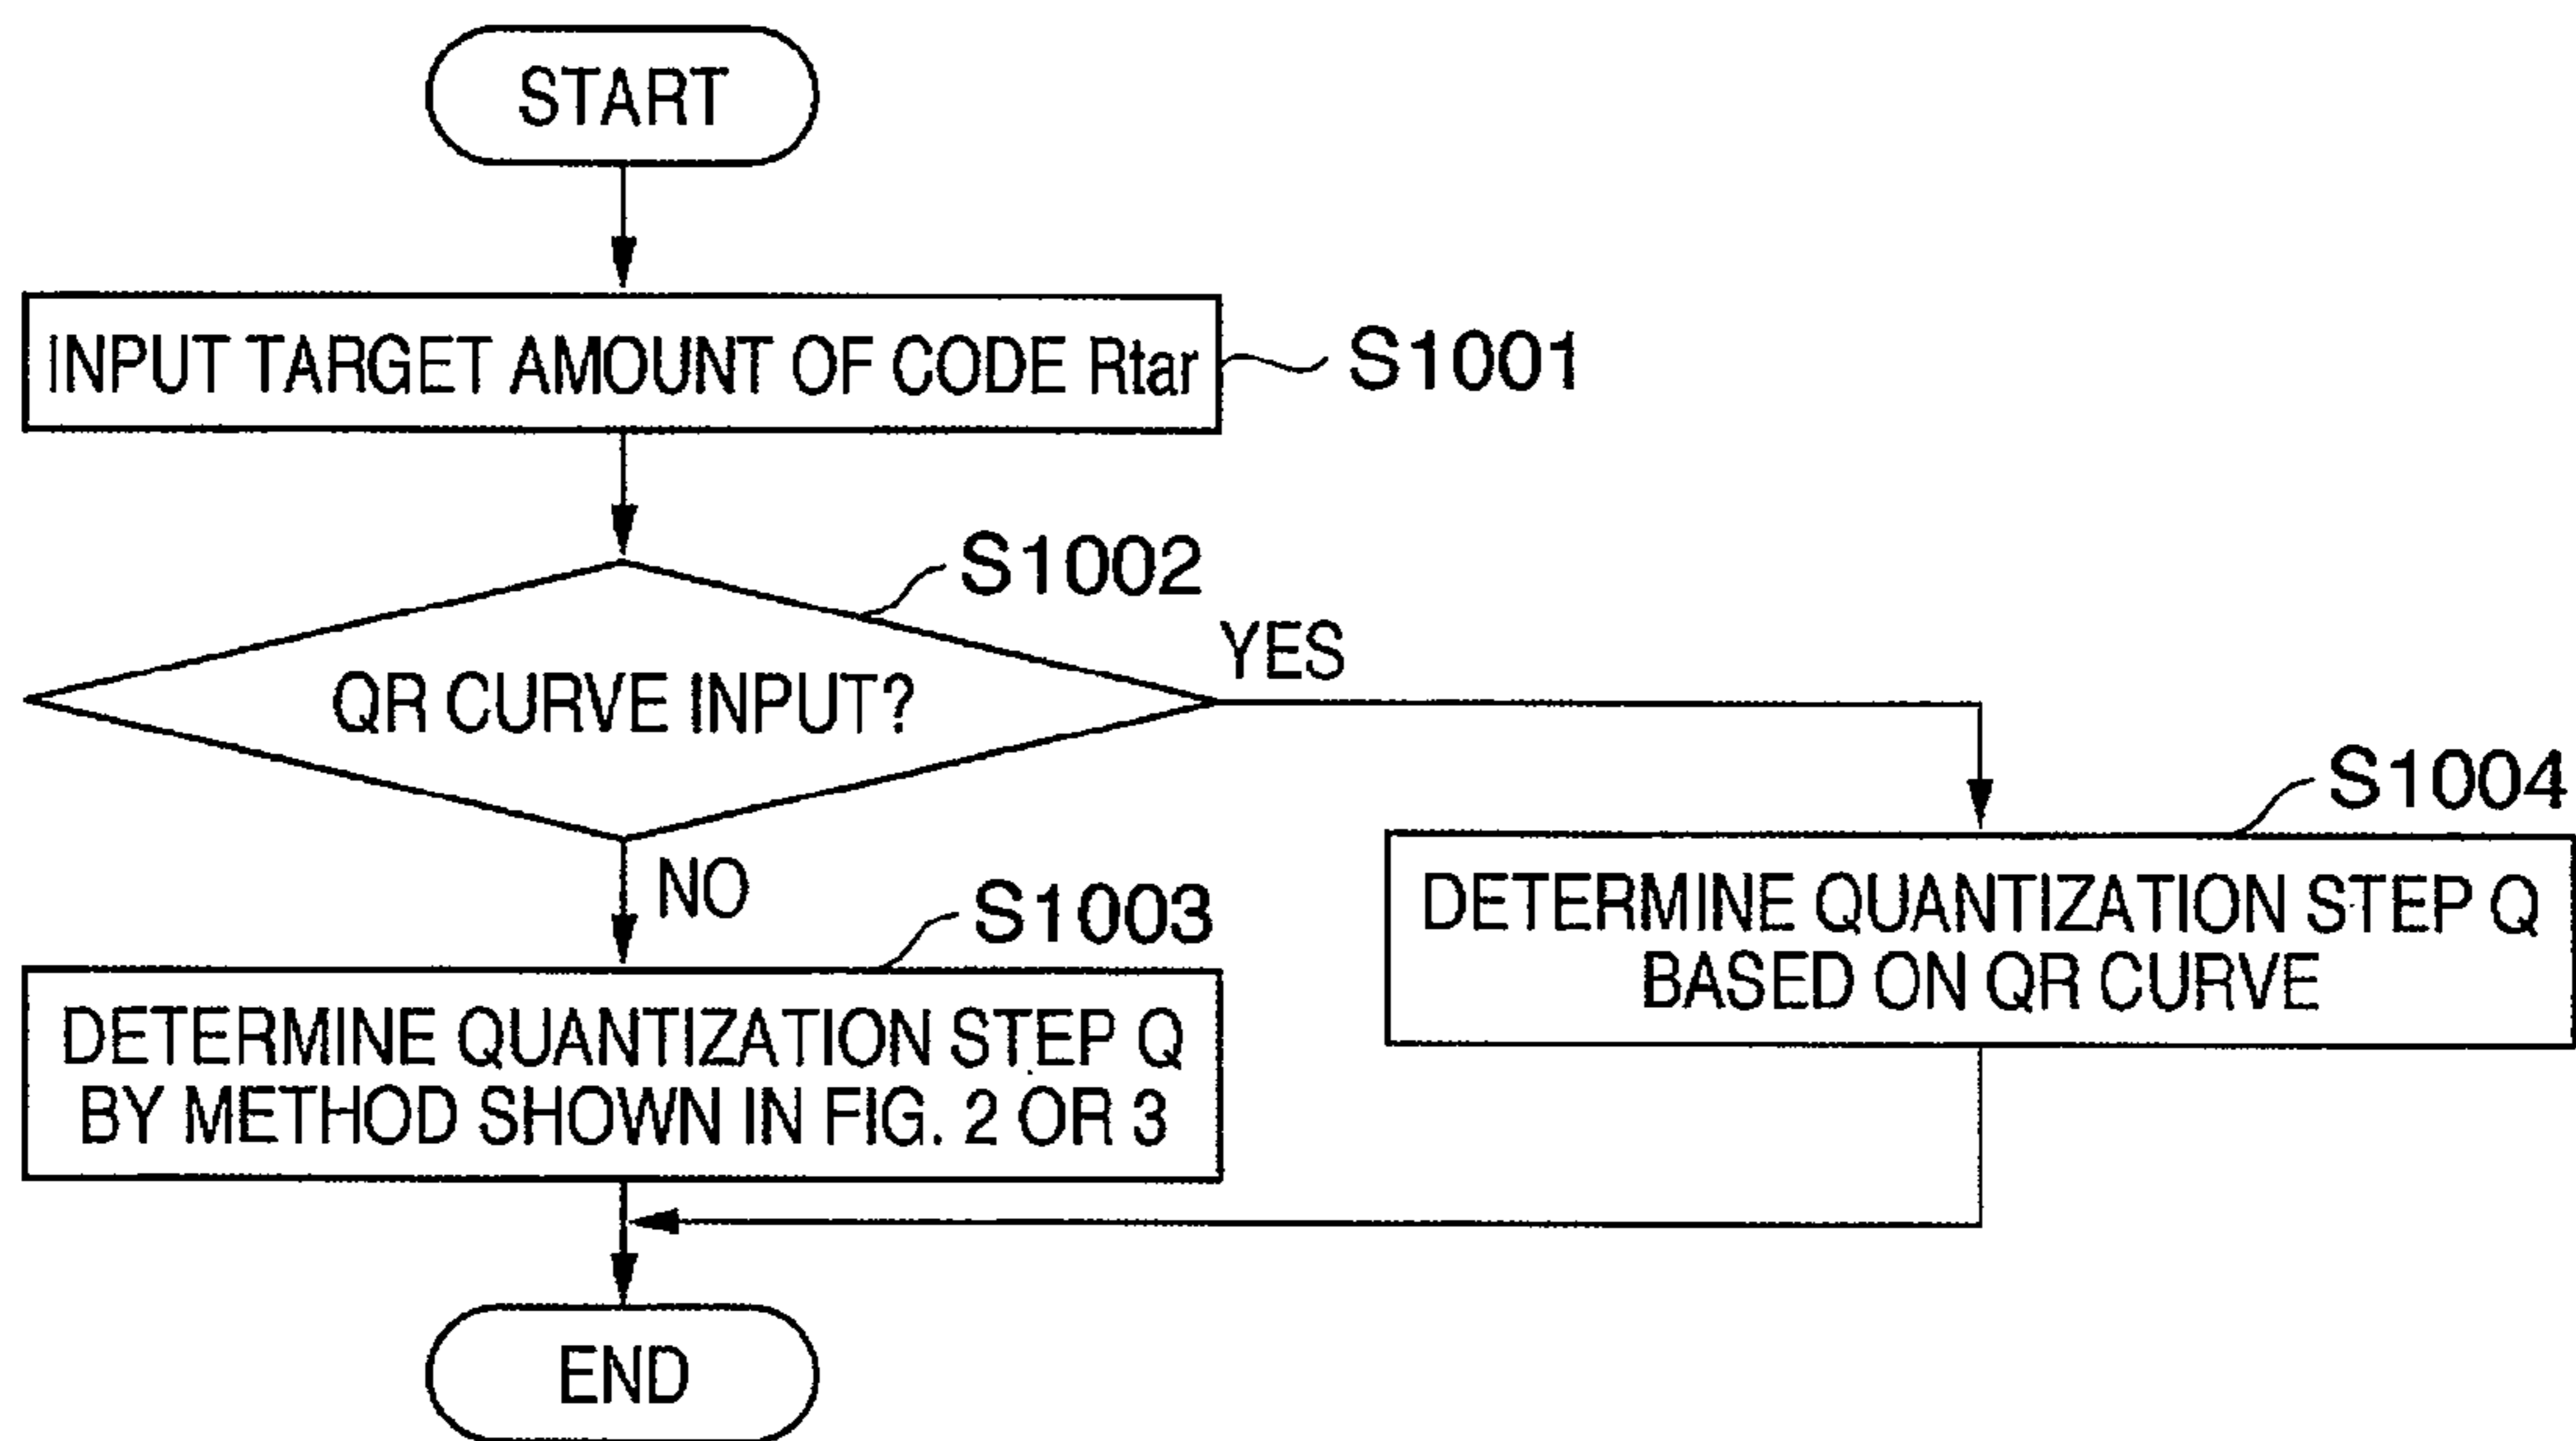 START
INPUT TARGET AMOUNT OF CODE Rtar
S1001
S1002
QR CURVE INPUT?
YES
NO
S1003
DETERMINE QUANTIZATION STEP Q
BY METHOD SHOWN IN FIG. 2 OR 3
S1004
DETERMINE QUANTIZATION STEP Q
BASED ON QR CURVE
END